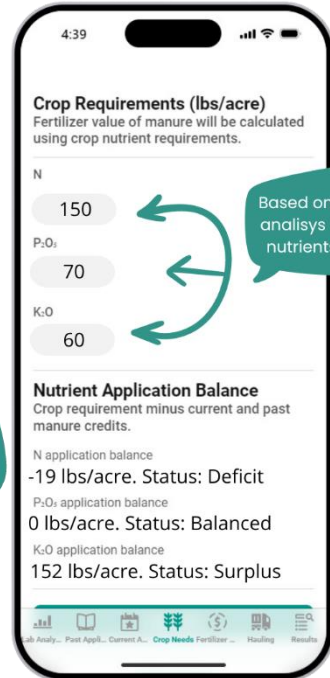 4:39
Crop Requirements (lbs/acre)
Fertilizer value of manure will be calculated
using crop nutrient requirements.
N
150
P₂O₅
70
K₂O
60
Based on
analisys
nutrients
Nutrient Application Balance
Crop requirement minus current and past
manure credits.
N application balance
-19 lbs/acre. Status: Deficit
P₂O₅ application balance
0 lbs/acre. Status: Balanced
K₂O application balance
152 lbs/acre. Status: Surplus
Lab Analy... Past Appli... Current A... Crop Needs Fertilizer ... Hauling Results